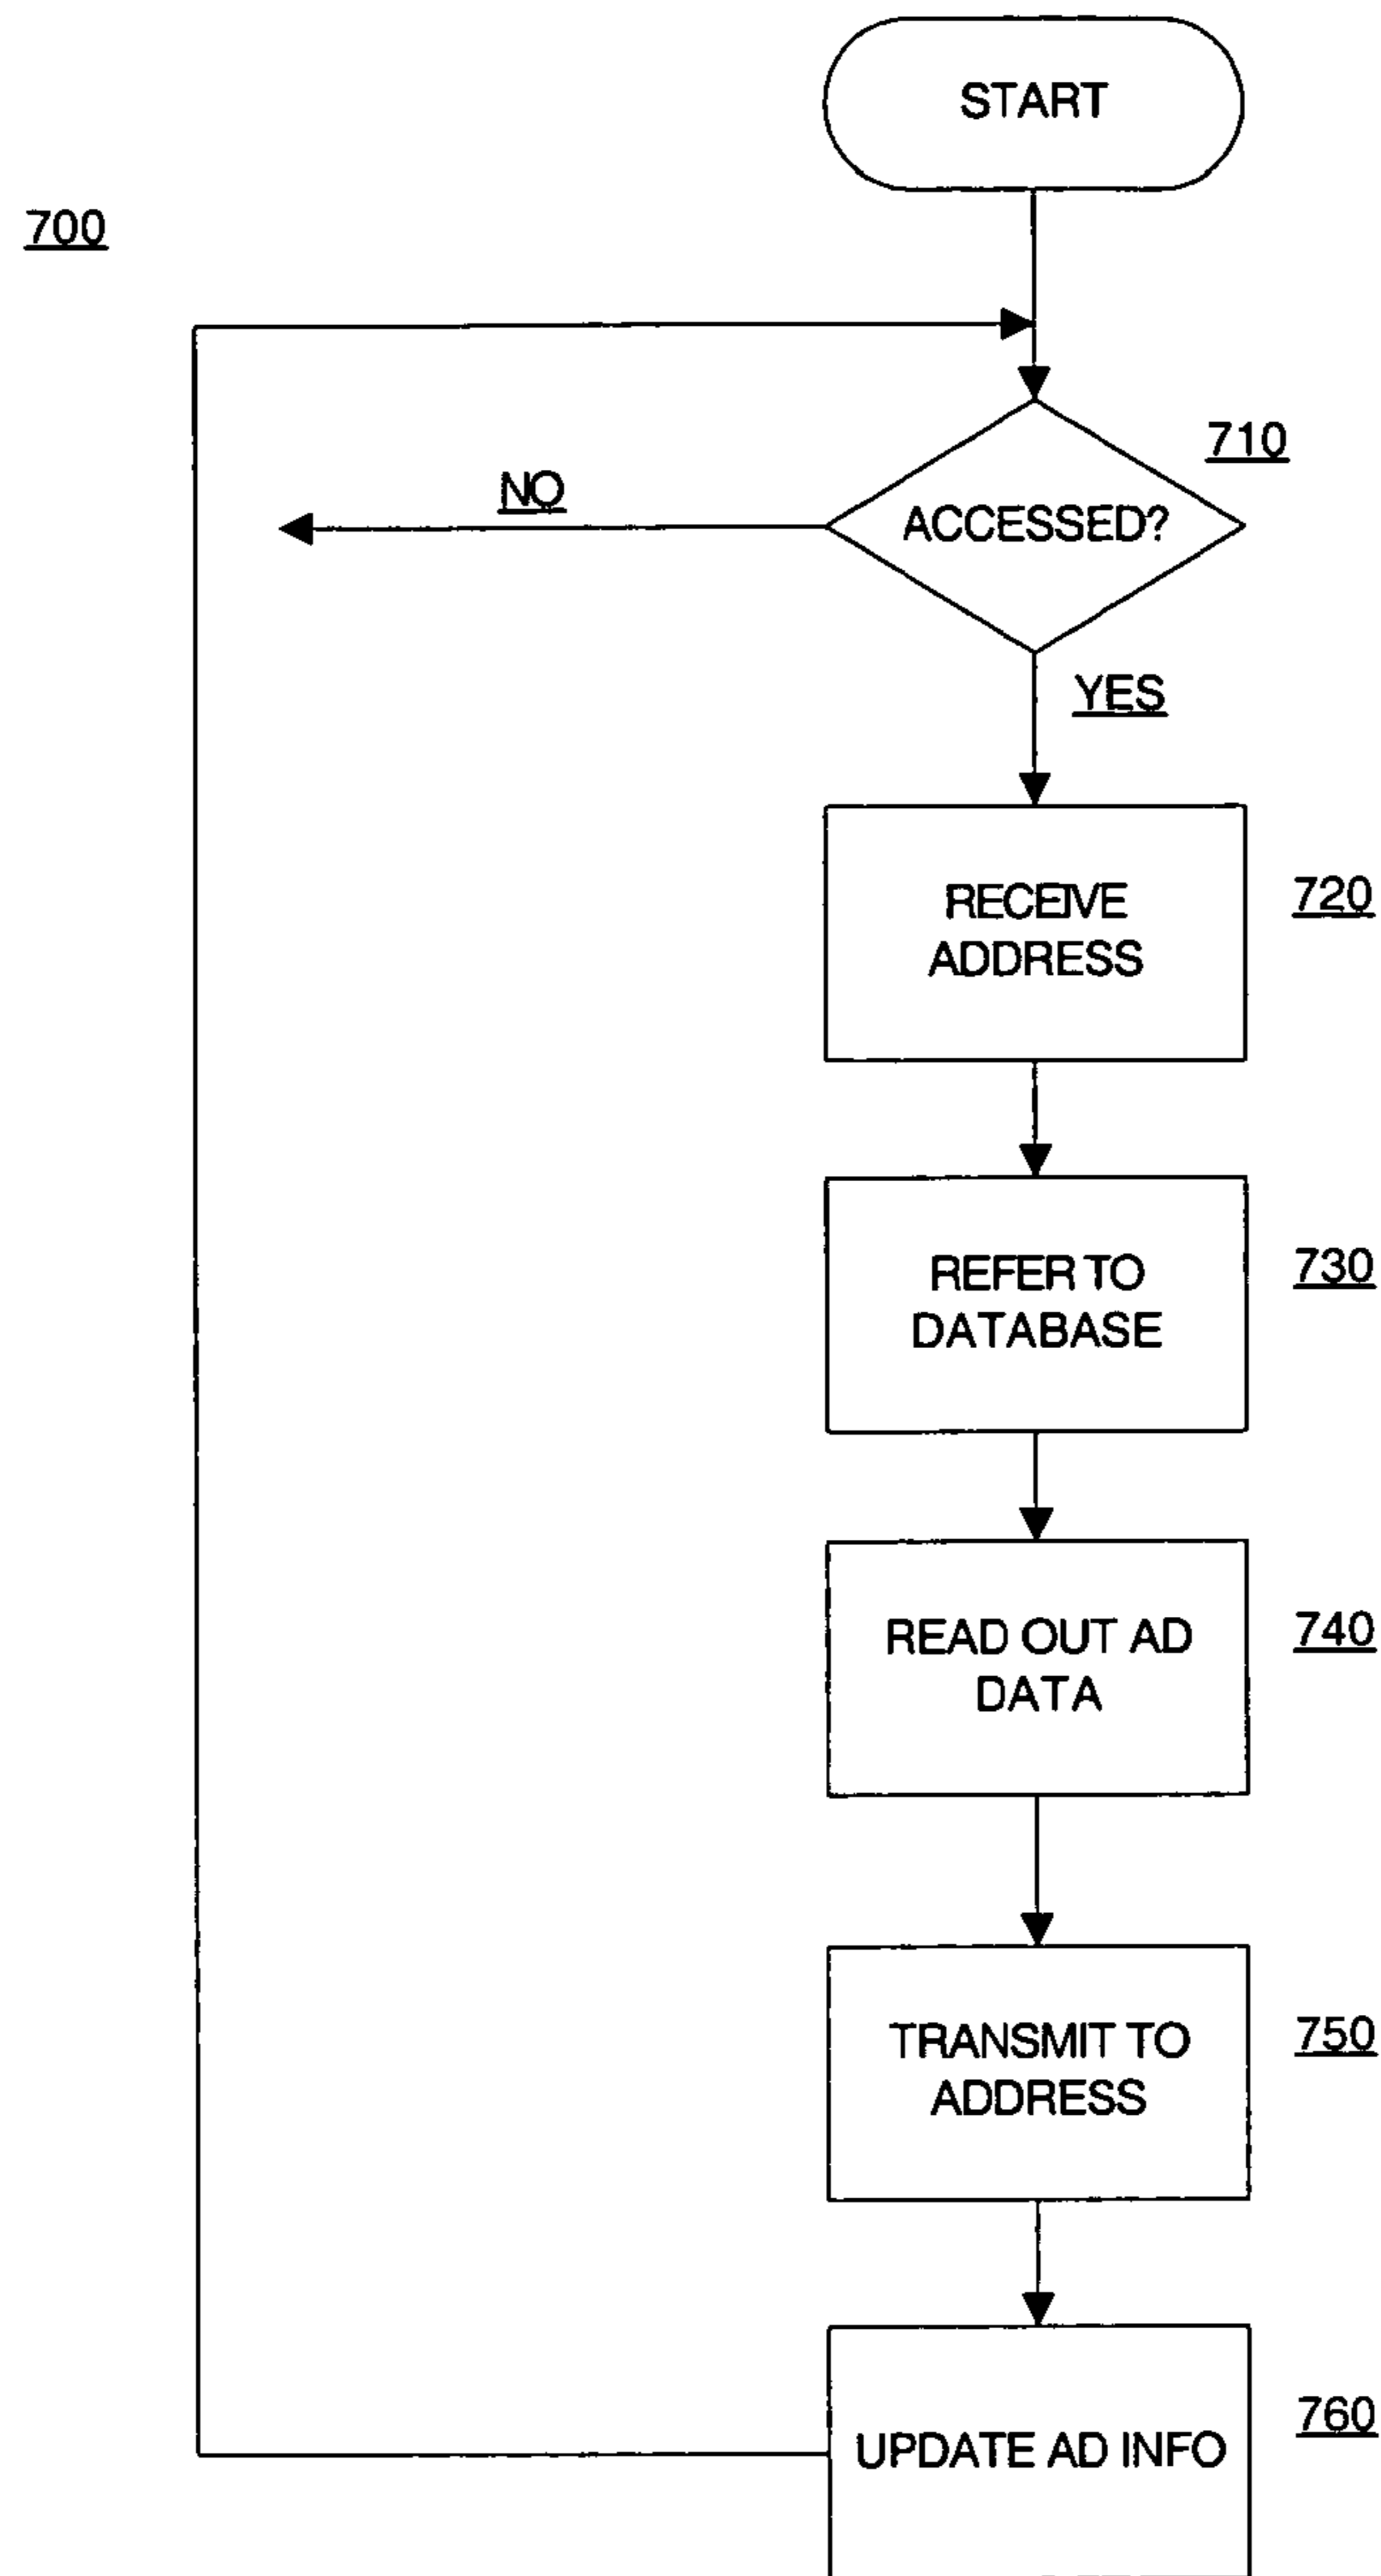 START
700
710
NO
ACCESSED?
YES
RECEIVE
ADDRESS
720
REFER TO
DATABASE
730
READ OUT AD
DATA
740
TRANSMIT TO
ADDRESS
750
UPDATE AD INFO
760